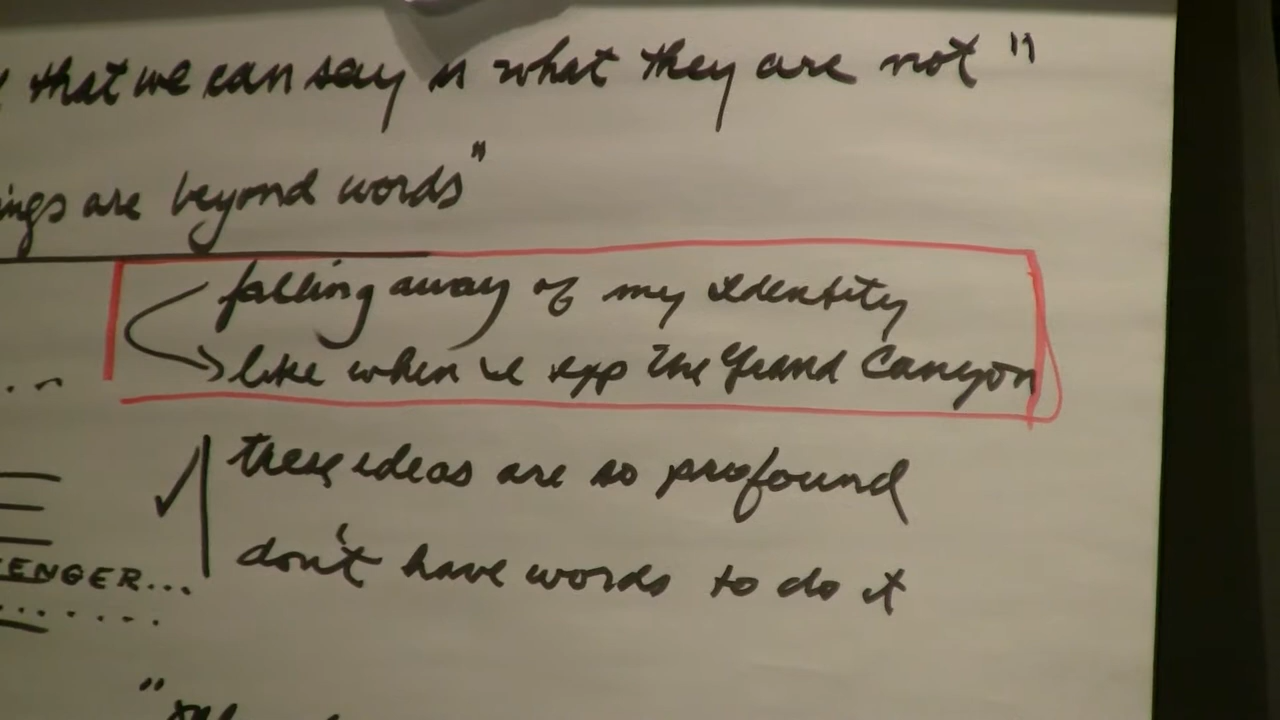 that we can say is what they are not "
ings are beyond words"
falling away of my identity
like when we exp the Grand Canyon
these ideas are so profound
don't have words to do it
ENGER...